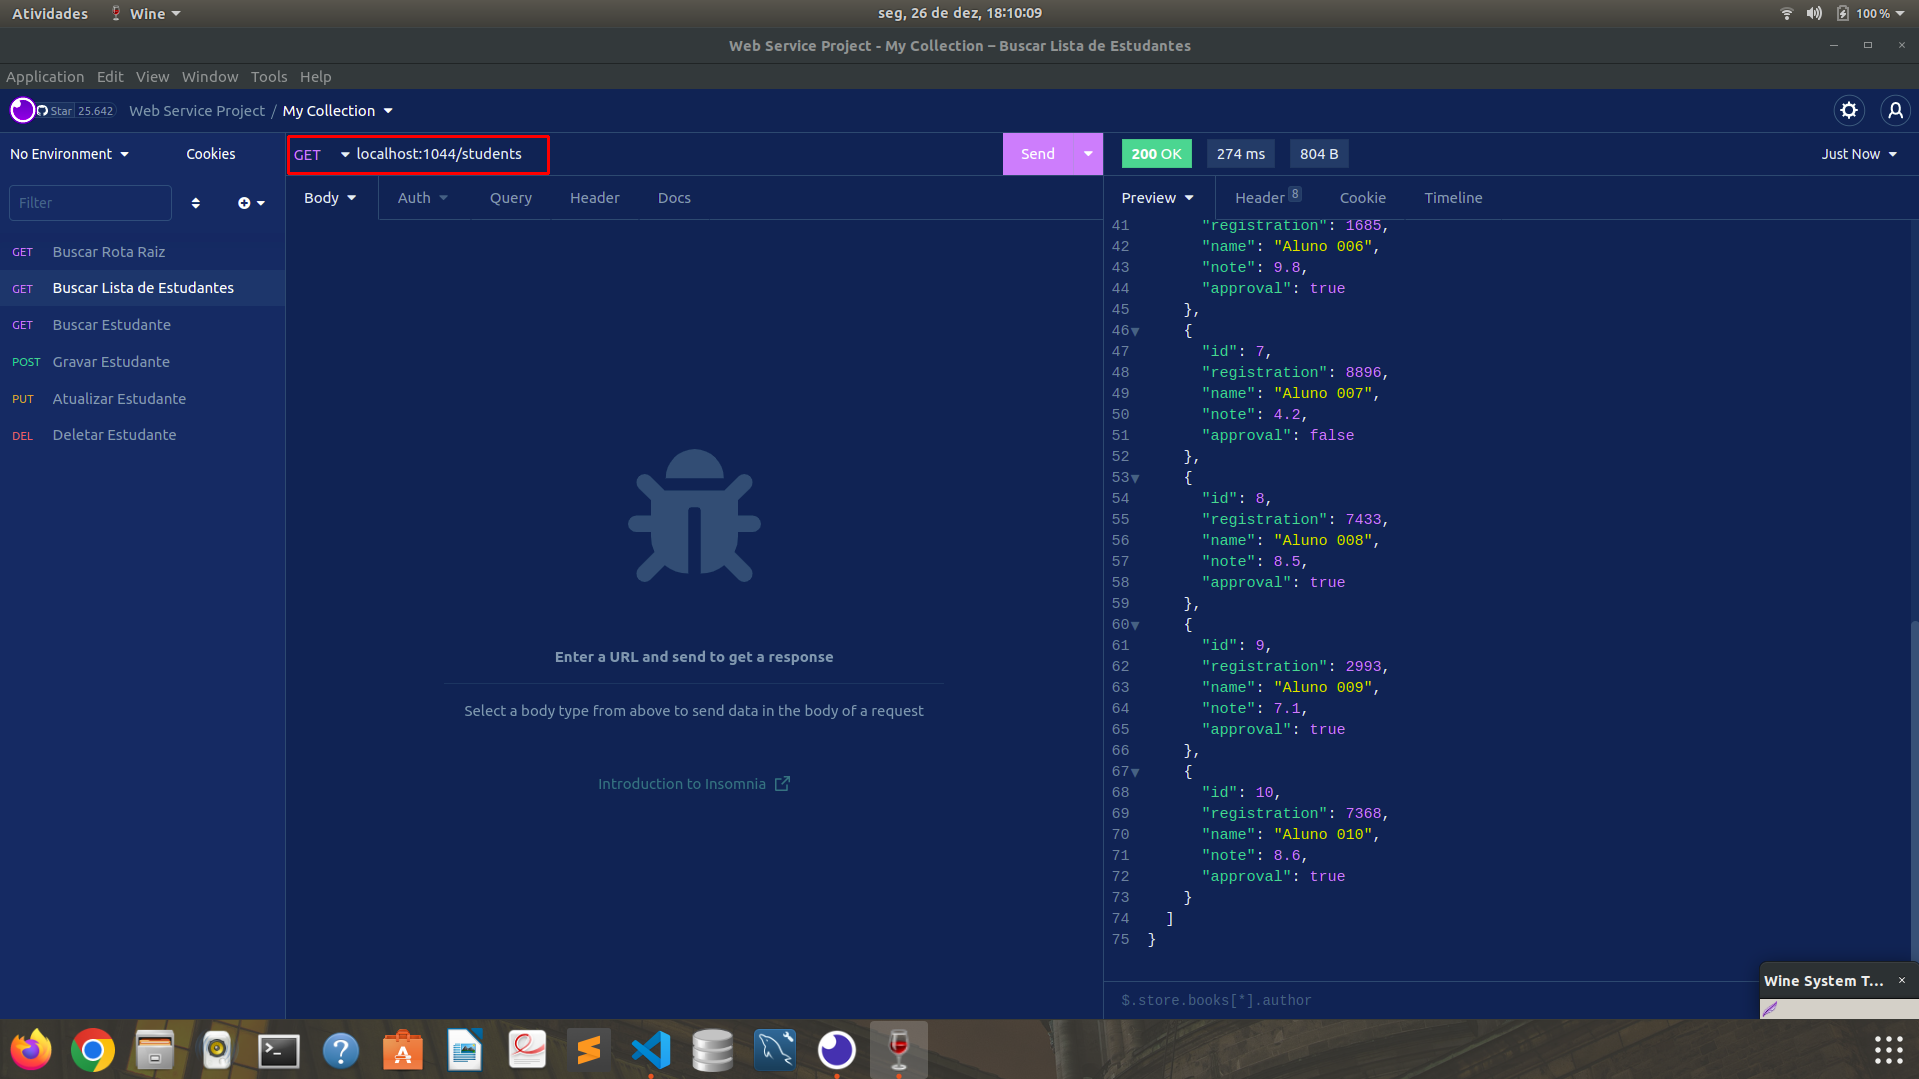 Atividades Wine seg, 26 de dez, 18:10:09 100 %
Web Service Project - My Collection – Buscar Lista de Estudantes
Application Edit View Window Tools Help
Star 25.642 Web Service Project / My Collection
No Environment Cookies
Filter
GET Buscar Rota Raiz
GET Buscar Lista de Estudantes
GET Buscar Estudante
POST Gravar Estudante
PUT Atualizar Estudante
DEL Deletar Estudante
GET localhost:1044/students Send
Body Auth Query Header Docs
Enter a URL and send to get a response
Select a body type from above to send data in the body of a request
Introduction to Insomnia
200 OK 274 ms 804 B Just Now
Preview Header 8 Cookie Timeline
41 "registration": 1685,
42 "name": "Aluno 006",
43 "note": 9.8,
44 "approval": true
45 },
46 {
47 "id": 7,
48 "registration": 8896,
49 "name": "Aluno 007",
50 "note": 4.2,
51 "approval": false
52 },
53 {
54 "id": 8,
55 "registration": 7433,
56 "name": "Aluno 008",
57 "note": 8.5,
58 "approval": true
59 },
60 {
61 "id": 9,
62 "registration": 2993,
63 "name": "Aluno 009",
64 "note": 7.1,
65 "approval": true
66 },
67 {
68 "id": 10,
69 "registration": 7368,
70 "name": "Aluno 010",
71 "note": 8.6,
72 "approval": true
73 }
74 ]
75 }
$.store.books[*].author
Wine System T...